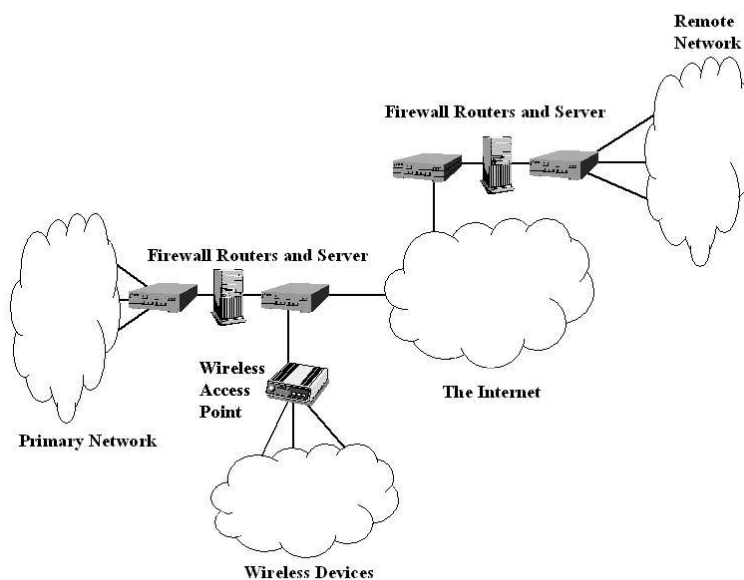 Remote
Network
Firewall Routers and Server
Firewall Routers and Server
Wireless
Access
Point
The Internet
Primary Network
Wireless Devices